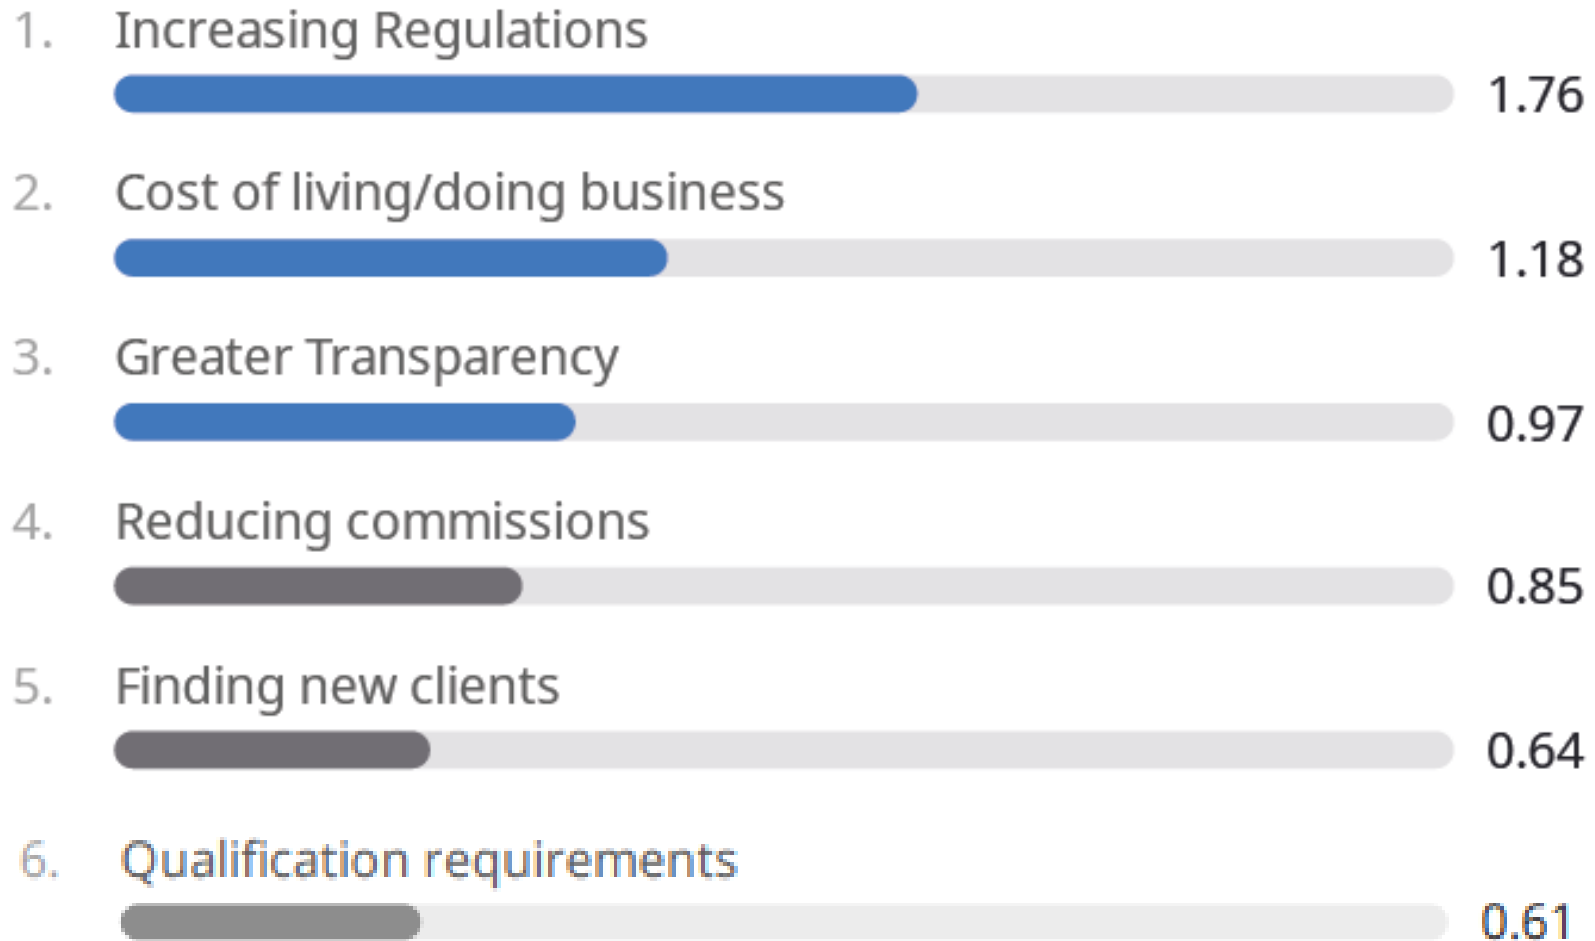 1. Increasing Regulations
1.76
2. Cost of living/doing business
1.18
3. Greater Transparency
0.97
4. Reducing commissions
0.85
5. Finding new clients
0.64
6. Qualification requirements
0.61